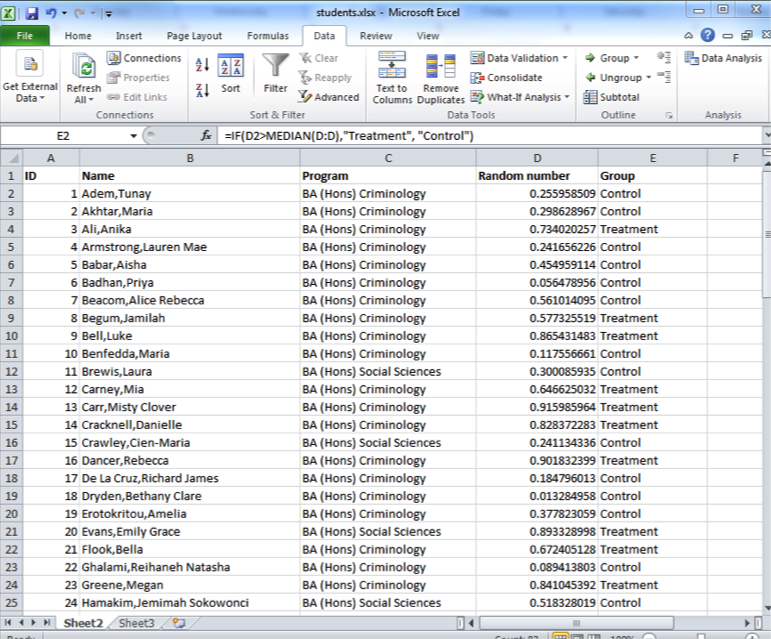 students.xlsx - Microsoft Excel
File Home Insert Page Layout Formulas Data Review View
Get External Data
Refresh All
Connections
Properties
Edit Links
Connections
Sort
Filter
Clear
Reapply
Advanced
Sort & Filter
Text to Columns
Remove Duplicates
Data Validation
Consolidate
What-If Analysis
Data Tools
Group
Ungroup
Subtotal
Outline
Data Analysis
Analysis
E2 fx =IF(D2>MEDIAN(D:D),"Treatment", "Control")
A B C D E F
1 ID Name Program Random number Group
2 1 Adem,Tunay BA (Hons) Criminology 0.255958509 Control
3 2 Akhtar,Maria BA (Hons) Criminology 0.298628967 Control
4 3 Ali,Anika BA (Hons) Criminology 0.734020257 Treatment
5 4 Armstrong,Lauren Mae BA (Hons) Criminology 0.241656226 Control
6 5 Babar,Aisha BA (Hons) Criminology 0.454959114 Control
7 6 Badhan,Priya BA (Hons) Criminology 0.056478956 Control
8 7 Beacom,Alice Rebecca BA (Hons) Criminology 0.561014095 Control
9 8 Begum,Jamilah BA (Hons) Criminology 0.577325519 Treatment
10 9 Bell,Luke BA (Hons) Criminology 0.865431483 Treatment
11 10 Benfedda,Maria BA (Hons) Criminology 0.117556661 Control
12 11 Brewis,Laura BA (Hons) Social Sciences 0.300085935 Control
13 12 Carney,Mia BA (Hons) Criminology 0.646625032 Treatment
14 13 Carr,Misty Clover BA (Hons) Criminology 0.915985964 Treatment
15 14 Cracknell,Danielle BA (Hons) Criminology 0.828372283 Treatment
16 15 Crawley,Cien-Maria BA (Hons) Social Sciences 0.241134336 Control
17 16 Dancer,Rebecca BA (Hons) Criminology 0.901832399 Treatment
18 17 De La Cruz,Richard James BA (Hons) Criminology 0.184796013 Control
19 18 Dryden,Bethany Clare BA (Hons) Criminology 0.013284958 Control
20 19 Erotokritou,Amelia BA (Hons) Criminology 0.377823059 Control
21 20 Evans,Emily Grace BA (Hons) Social Sciences 0.893328998 Treatment
22 21 Flook,Bella BA (Hons) Criminology 0.672405128 Treatment
23 22 Ghalami,Reihaneh Natasha BA (Hons) Criminology 0.089413803 Control
24 23 Greene,Megan BA (Hons) Criminology 0.841045392 Treatment
25 24 Hamakim,Jemimah Sokowonci BA (Hons) Social Sciences 0.518328019 Control
Sheet2 Sheet3